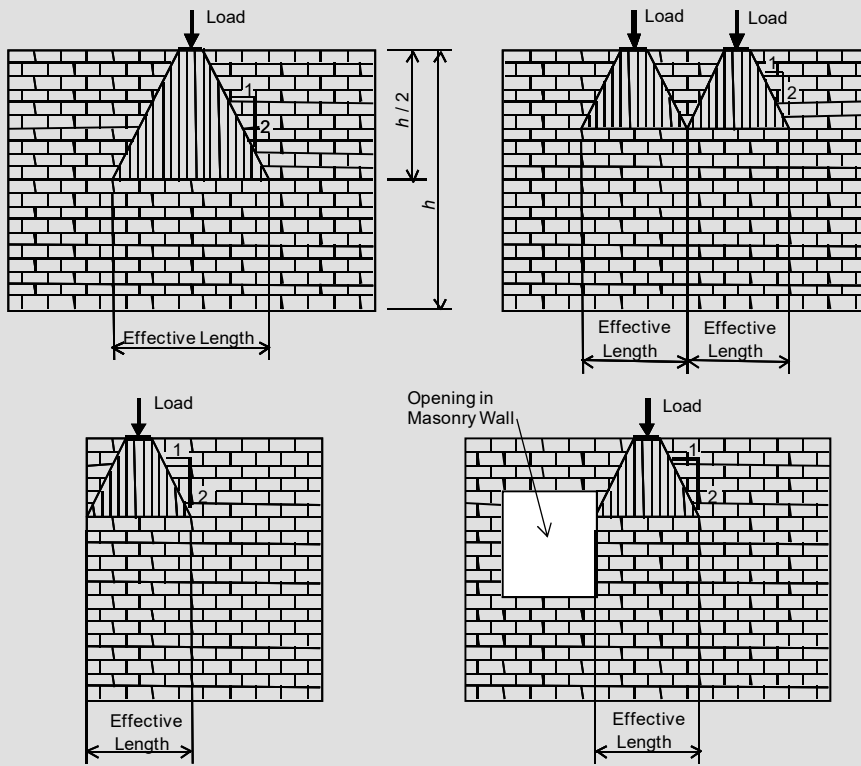 Load
1
2
h / 2
h
Effective Length
Load
Load
1
2
Effective
Length
Effective
Length
Load
1
2
Effective
Length
Opening in
Masonry Wall
Load
1
2
Effective
Length